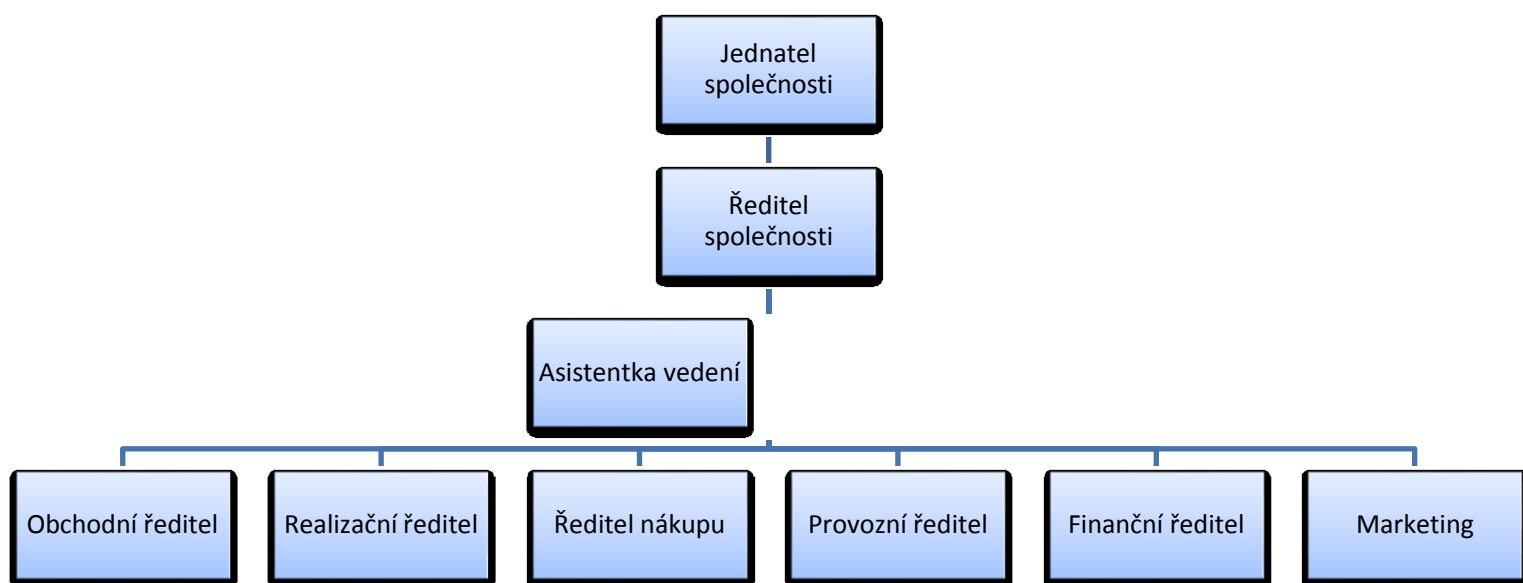 Jednatel
společnosti
Ředitel
společnosti
Asistentka vedení
Obchodní ředitel
Realizační ředitel
Ředitel nákupu
Provozní ředitel
Finanční ředitel
Marketing